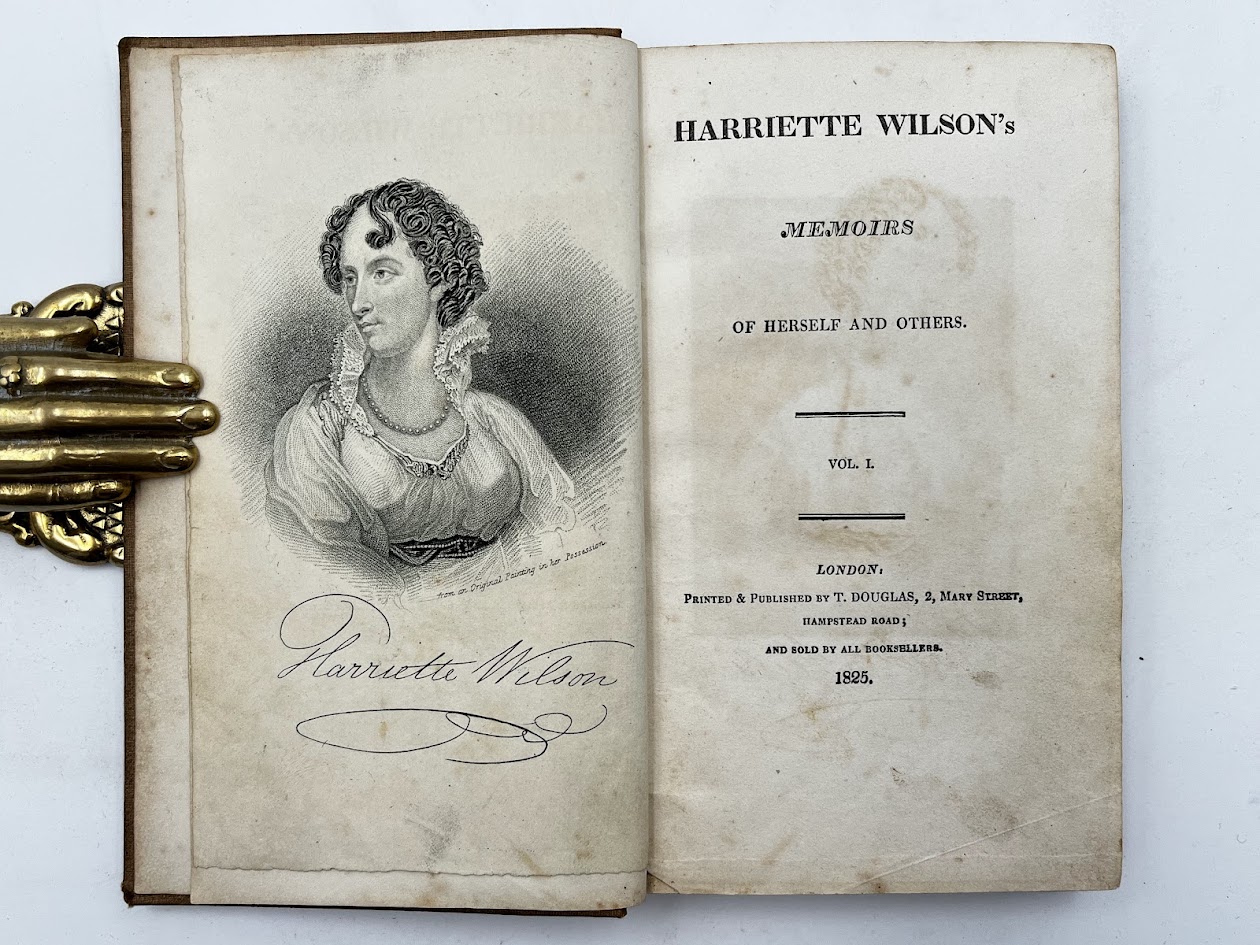 from an Original Painting in her Possession
Harriette Wilson
HARRIETTE WILSON's
MEMOIRS
OF HERSELF AND OTHERS.
VOL. I.
LONDON:
PRINTED & PUBLISHED BY T. DOUGLAS, 2, MARY STREET,
HAMPSTEAD ROAD;
AND SOLD BY ALL BOOKSELLERS.
1825.